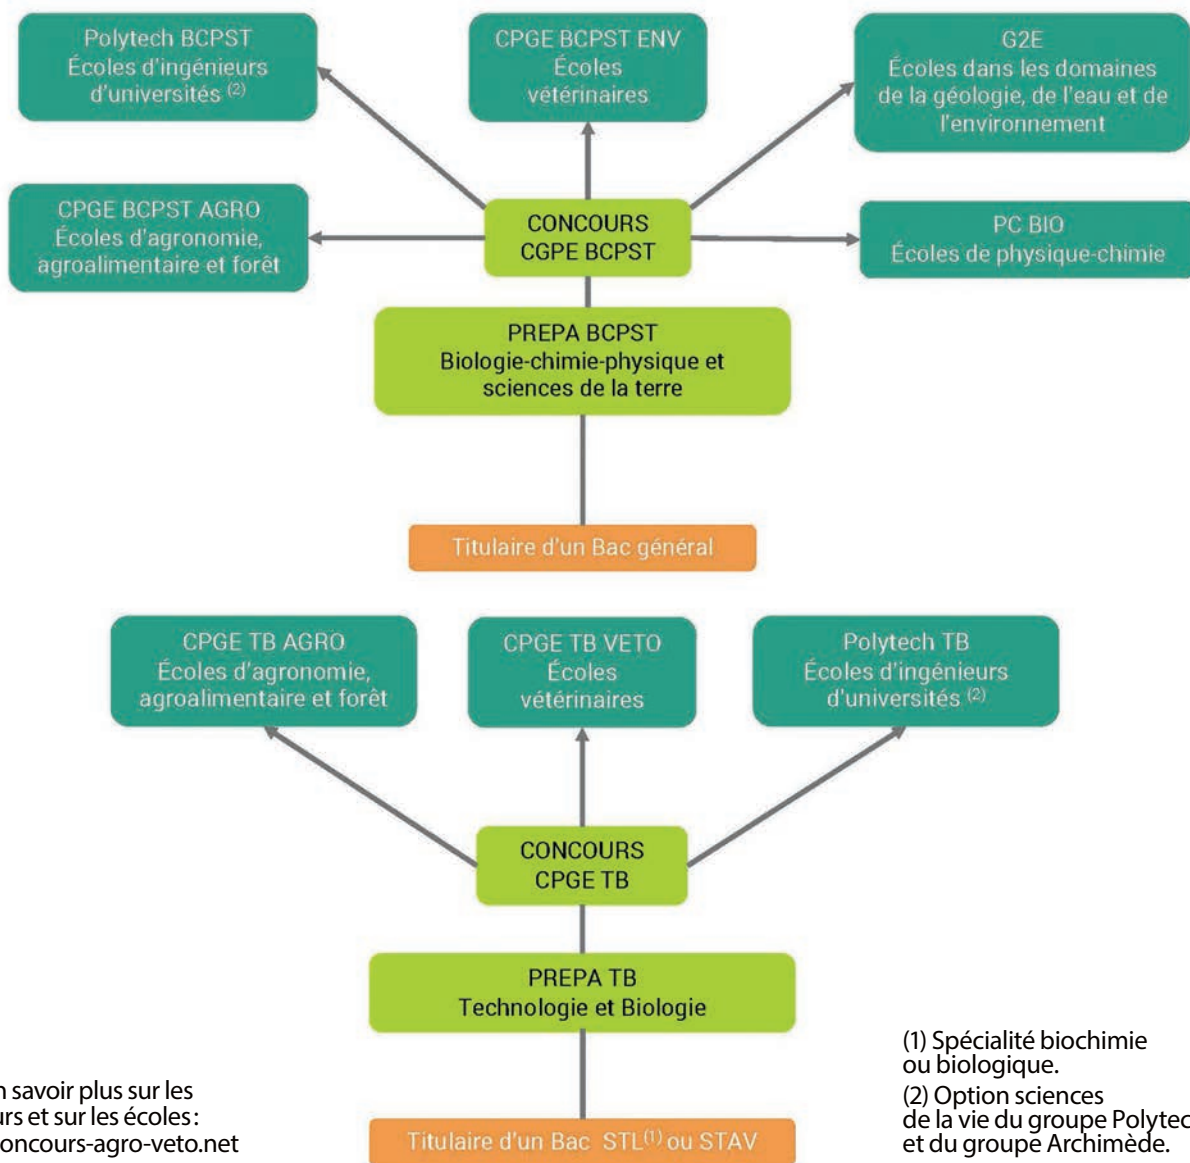 Polytech BCPST
Écoles d'ingénieurs
d'universités (2)
CPGE BCPST ENV
Écoles
vétérinaires
G2E
Écoles dans les domaines
de la géologie, de l'eau et de
l'environnement
CPGE BCPST AGRO
Écoles d'agronomie,
agroalimentaire et forêt
CONCOURS
CGPE BCPST
PC BIO
Écoles de physique-chimie
PREPA BCPST
Biologie-chimie-physique et
sciences de la terre
Titulaire d'un Bac général
CPGE TB AGRO
Écoles d'agronomie,
agroalimentaire et forêt
CPGE TB VETO
Écoles
vétérinaires
Polytech TB
Écoles d'ingénieurs
d'universités (2)
CONCOURS
CPGE TB
PREPA TB
Technologie et Biologie
Titulaire d'un Bac STL(1) ou STAV
savoir plus sur les
et sur les écoles :
oncours-agro-veto.net
(1) Spécialité biochimie
ou biologique.
(2) Option sciences
de la vie du groupe Polytec
et du groupe Archimède.